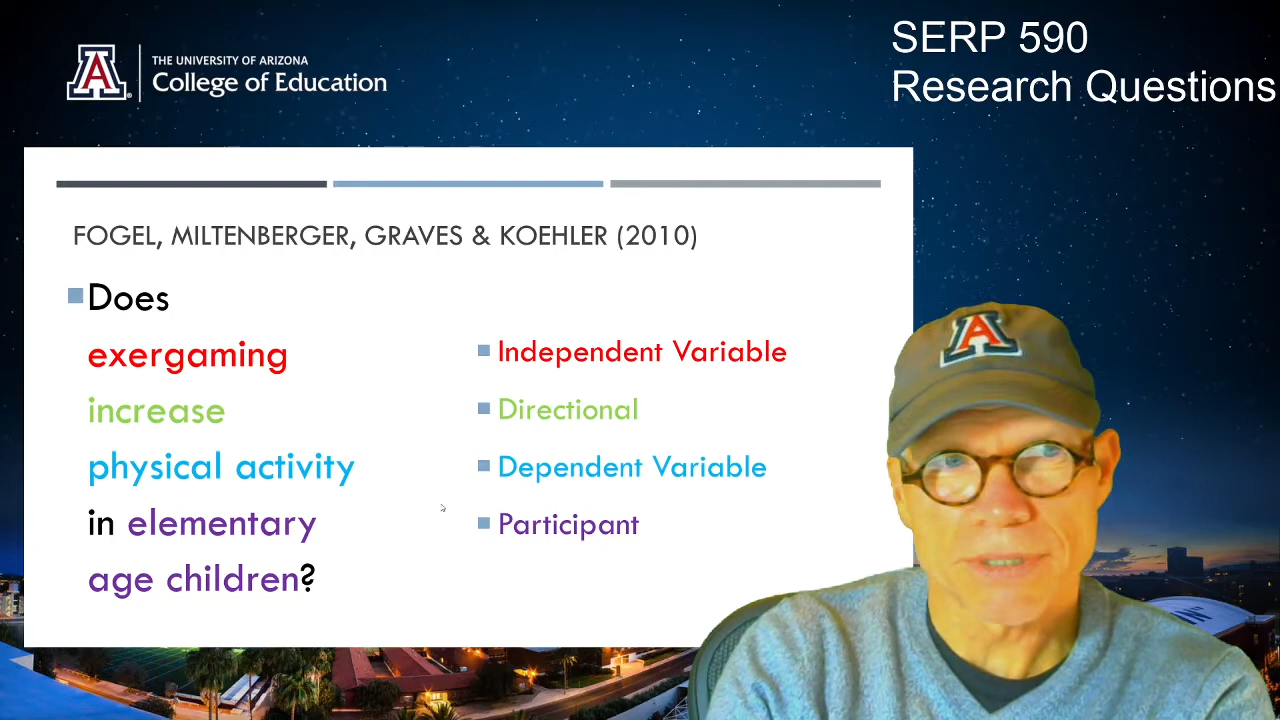 THE UNIVERSITY OF ARIZONA
College of Education
SERP 590
Research Questions
FOGEL, MILTENBERGER, GRAVES & KOEHLER (2010)
Does
exergaming
increase
physical activity
in elementary
age children?
Independent Variable
Directional
Dependent Variable
Participant